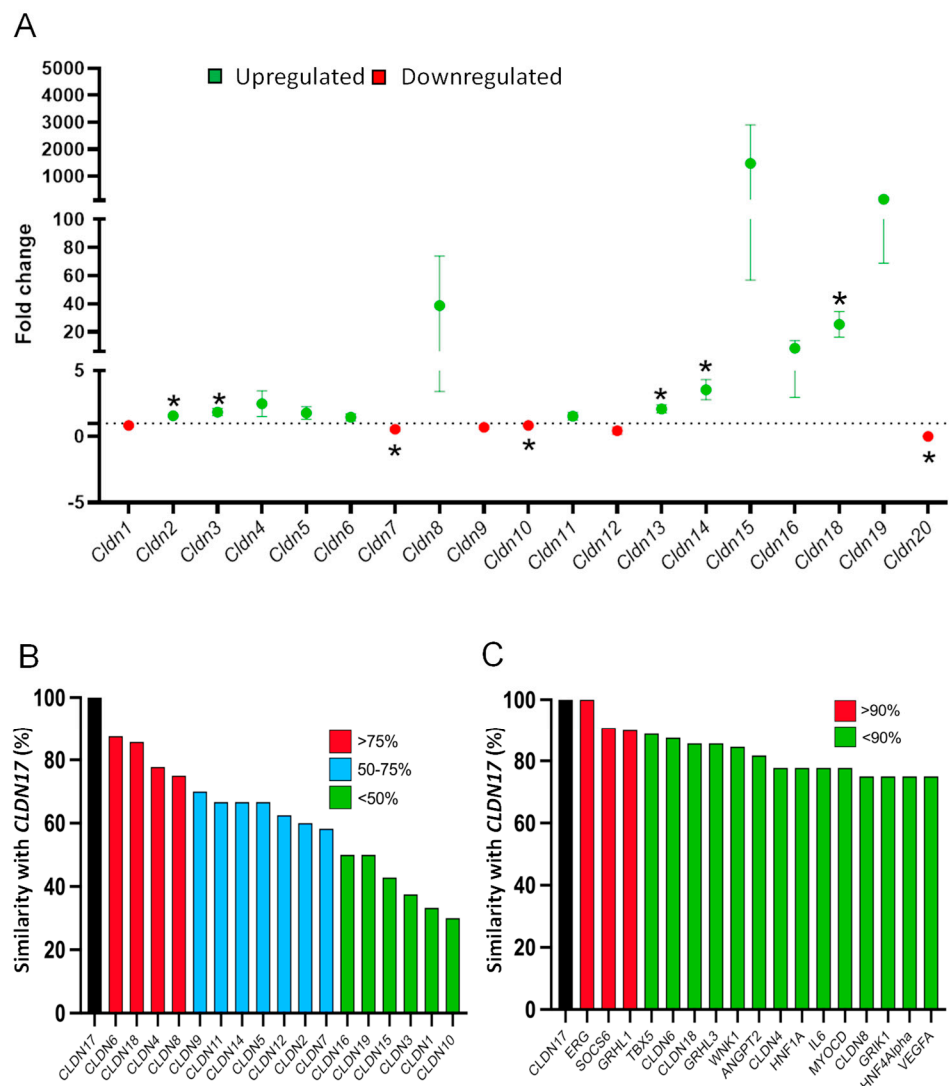 A
Upregulated Downregulated
Fold change
5000
4000
3000
2000
1000
100
80
60
40
20
5
0
-5
* * * * * * * *
Cldn1 Cldn2 Cldn3 Cldn4 Cldn5 Cldn6 Cldn7 Cldn8 Cldn9 Cldn10 Cldn11 Cldn12 Cldn13 Cldn14 Cldn15 Cldn16 Cldn18 Cldn19 Cldn20
B
Similarity with CLDN17 (%)
100
80
60
40
20
0
>75%
50-75%
<50%
CLDN17 CLDN6 CLDN18 CLDN4 CLDN8 CLDN9 CLDN11 CLDN14 CLDN5 CLDN12 CLDN2 CLDN7 CLDN16 CLDN19 CLDN15 CLDN3 CLDN1 CLDN10
C
Similarity with CLDN17 (%)
100
80
60
40
20
0
>90%
<90%
CLDN17 ERG SOCS6 GRHL1 TBX5 CLDN6 CLDN18 GRHL3 WNK1 ANGPT2 CLDN4 HNF1A IL6 MYOCD CLDN8 GRIK1 HNF4Alpha VEGFA